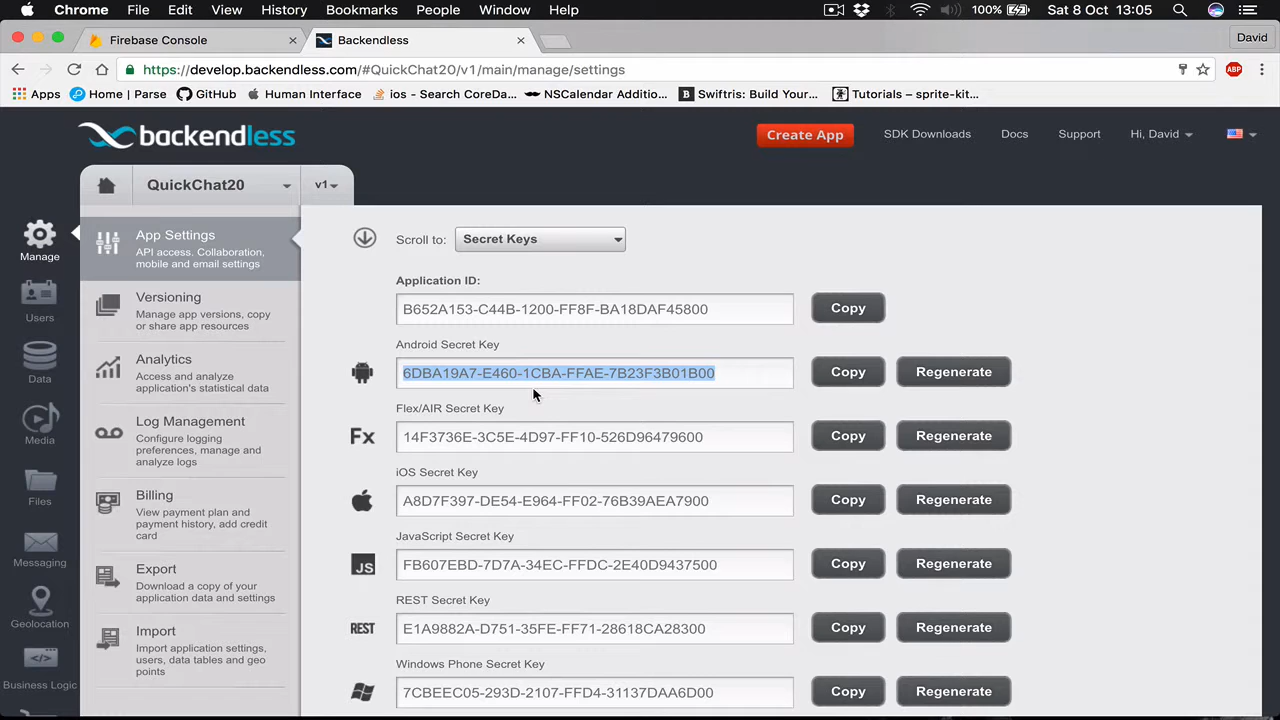 Chrome File Edit View History Bookmarks People Window Help 100% Sat 8 Oct 13:05
Firebase Console Backendless David
https://develop.backendless.com/#QuickChat20/v1/main/manage/settings ABP
Apps Home | Parse GitHub Human Interface ios - Search CoreDa... NSCalendar Additio... B Swiftris: Build Your... Tutorials – sprite-kit...
backendless Create App SDK Downloads Docs Support Hi, David
QuickChat20 v1
Manage
Users
Data
Media
Files
Messaging
Geolocation
Business Logic
App Settings
API access. Collaboration,
mobile and email settings
Versioning
Manage app versions, copy
or share app resources
Analytics
Access and analyze
application's statistical data
Log Management
Configure logging
preferences, manage and
analyze logs
Billing
View payment plan and
payment history, add credit
card
Export
Download a copy of your
application data and settings
Import
Import application settings,
users, data tables and geo
points
Scroll to: Secret Keys
Application ID:
B652A153-C44B-1200-FF8F-BA18DAF45800 Copy
Android Secret Key
6DBA19A7-E460-1CBA-FFAE-7B23F3B01B00 Copy Regenerate
Flex/AIR Secret Key
Fx 14F3736E-3C5E-4D97-FF10-526D96479600 Copy Regenerate
iOS Secret Key
A8D7F397-DE54-E964-FF02-76B39AEA7900 Copy Regenerate
JavaScript Secret Key
JS FB607EBD-7D7A-34EC-FFDC-2E40D9437500 Copy Regenerate
REST Secret Key
REST E1A9882A-D751-35FE-FF71-28618CA28300 Copy Regenerate
Windows Phone Secret Key
7CBEEC05-293D-2107-FFD4-31137DAA6D00 Copy Regenerate